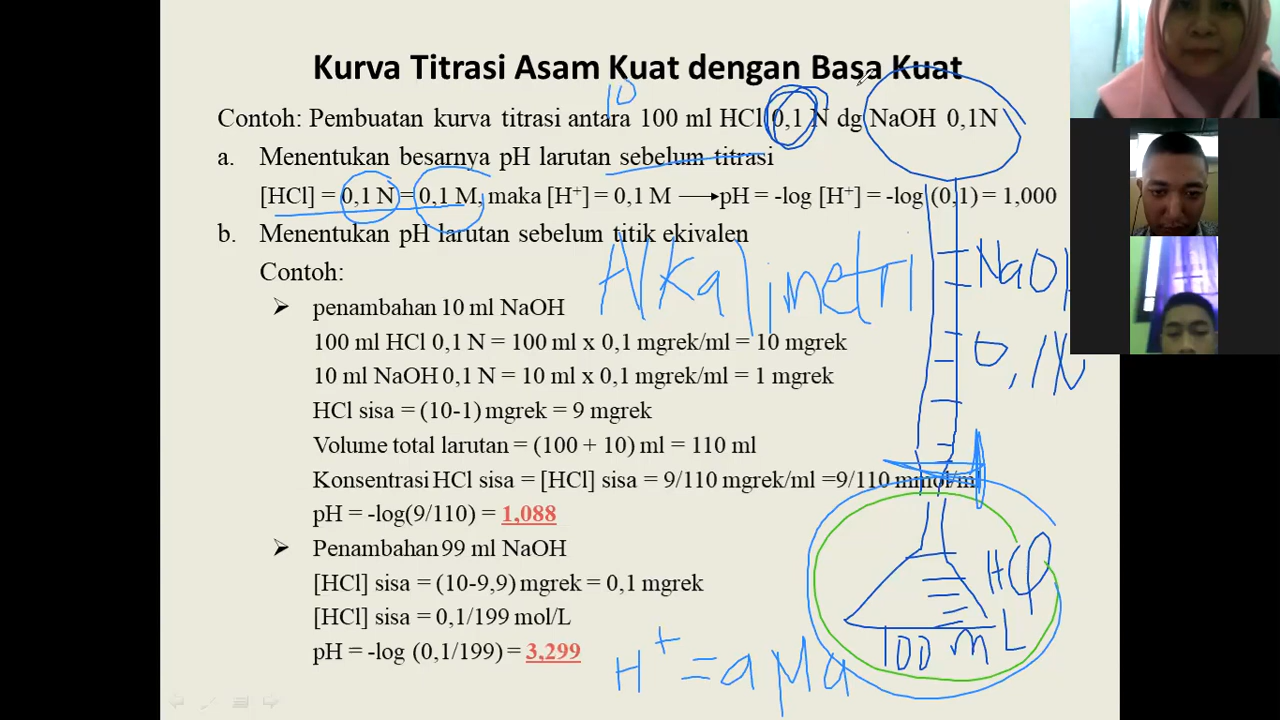 Kurva Titrasi Asam Kuat dengan Basa Kuat
10
Contoh: Pembuatan kurva titrasi antara 100 ml HCl 0,1 N dg NaOH 0,1N
a. Menentukan besarnya pH larutan sebelum titrasi
[HCl] = 0,1 N = 0,1 M, maka [H⁺] = 0,1 M ⟶ pH = -log [H⁺] = -log (0,1) = 1,000
b. Menentukan pH larutan sebelum titik ekivalen
Contoh:
Alkalimetri
NaOH
0,1N
➢ penambahan 10 ml NaOH
100 ml HCl 0,1 N = 100 ml x 0,1 mgrek/ml = 10 mgrek
10 ml NaOH 0,1 N = 10 ml x 0,1 mgrek/ml = 1 mgrek
HCl sisa = (10-1) mgrek = 9 mgrek
Volume total larutan = (100 + 10) ml = 110 ml
Konsentrasi HCl sisa = [HCl] sisa = 9/110 mgrek/ml =9/110 mmol/ml
pH = -log(9/110) = 1,088
➢ Penambahan 99 ml NaOH
[HCl] sisa = (10-9,9) mgrek = 0,1 mgrek
[HCl] sisa = 0,1/199 mol/L
pH = -log (0,1/199) = 3,299
HCl
100 mL
H⁺ = a Ma